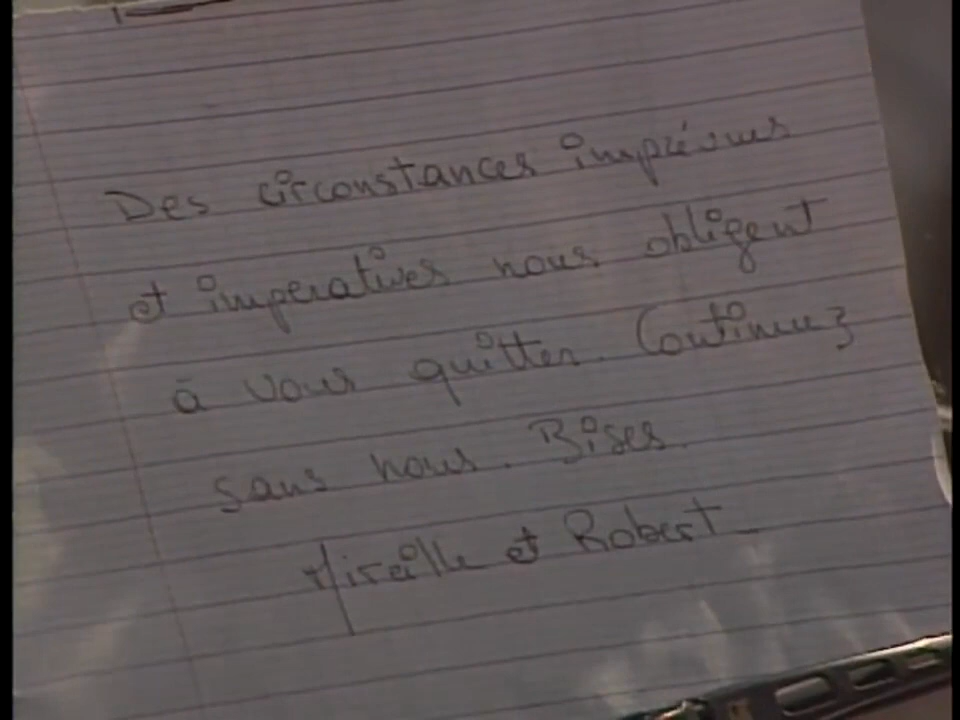 Des circonstances imprévues
et imperatives nous obligent
à vous quitter. Continuez
sans nous. Bises.
Mireille et Robert